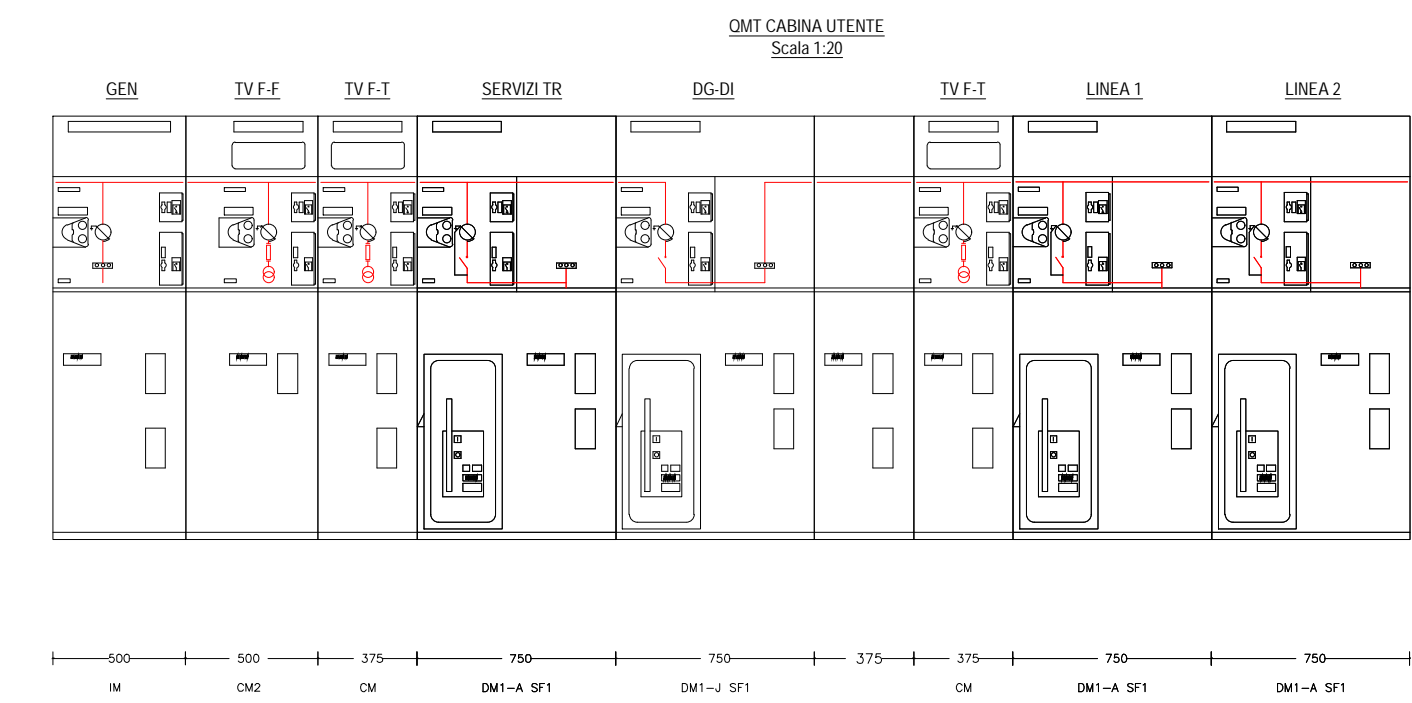 QMT CABINA UTENTE
Scala 1:20
GEN TV F-F TV F-T SERVIZI TR DG-DI TV F-T LINEA 1 LINEA 2
500 500 375 750 750 375 375 750 750
IM CM2 CM DM1-A SF1 DM1-J SF1 CM DM1-A SF1 DM1-A SF1